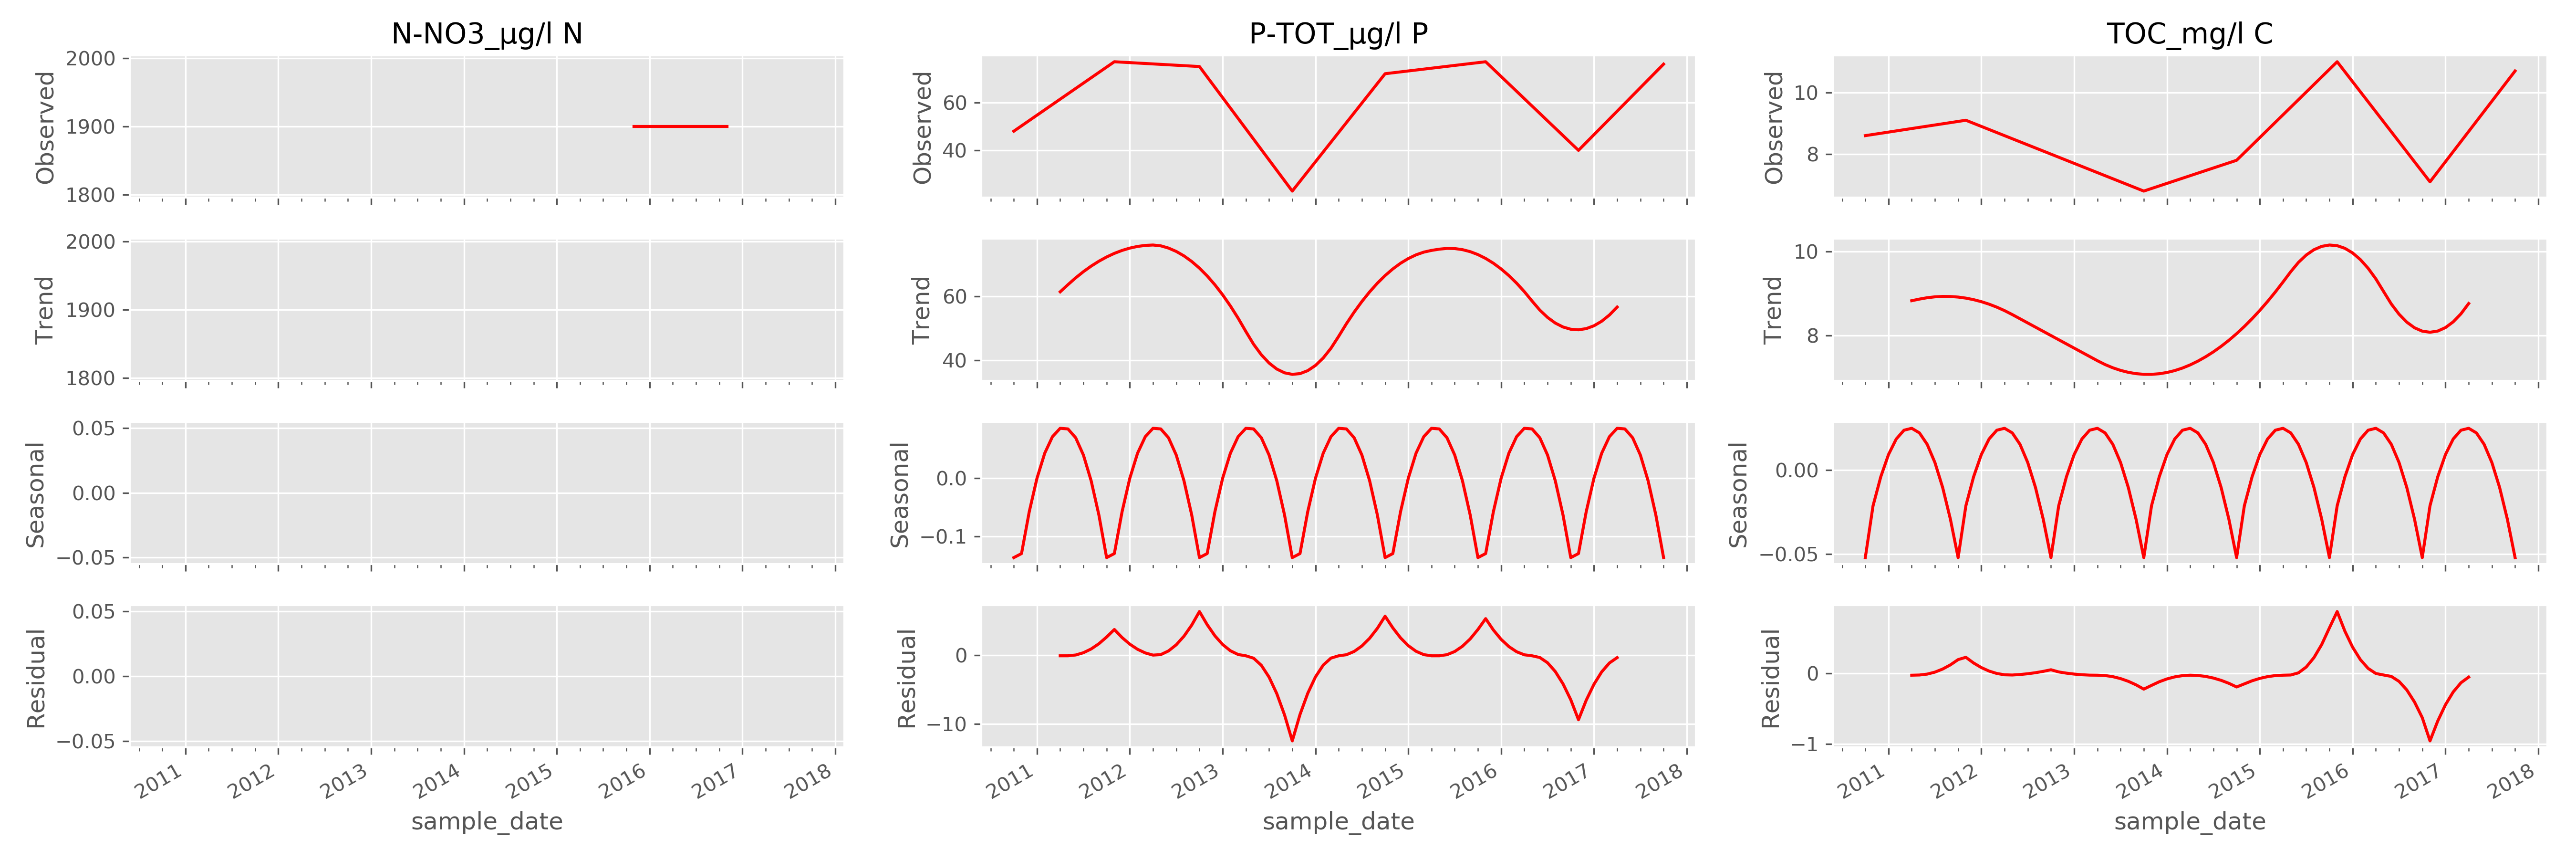 N-NO3_µg/l N
P-TOT_µg/l P
TOC_mg/l C
Observed
2000
1900
1800
Observed
60
40
Observed
10
8
Trend
2000
1900
1800
Trend
60
40
Trend
10
8
Seasonal
0.05
0.00
−0.05
Seasonal
0.0
−0.1
Seasonal
0.00
−0.05
Residual
0.05
0.00
−0.05
Residual
0
−10
Residual
0
−1
2011 2012 2013 2014 2015 2016 2017 2018
2011 2012 2013 2014 2015 2016 2017 2018
2011 2012 2013 2014 2015 2016 2017 2018
sample_date
sample_date
sample_date